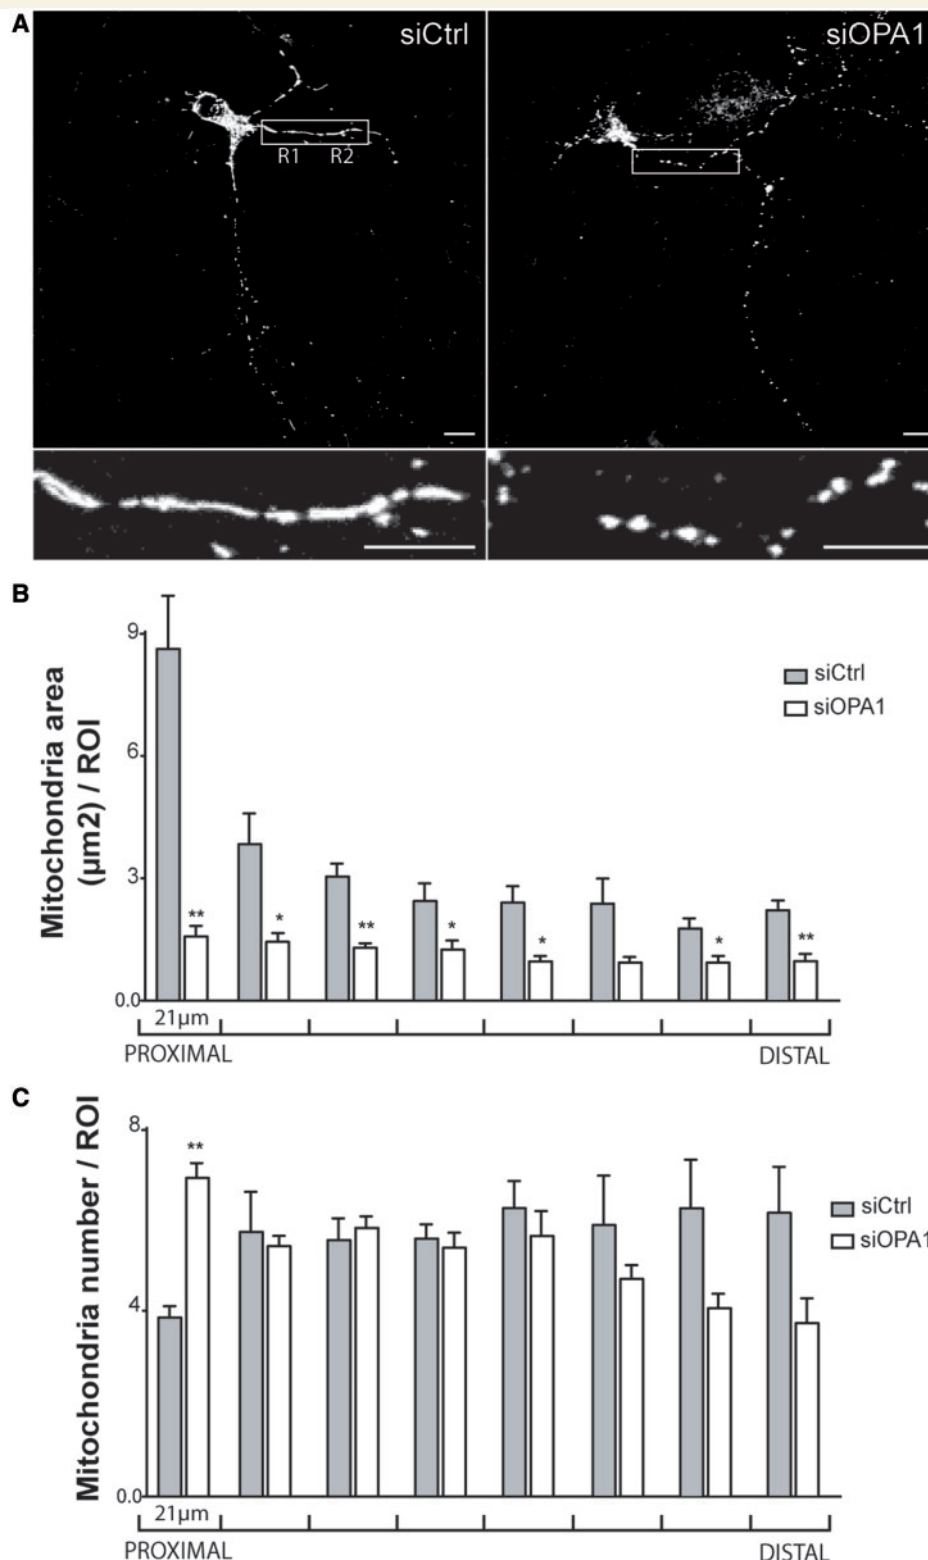 A
siCtrl
siOPA1
R1 R2
B
Mitochondria area
(µm2) / ROI
9
6
3
0.0
siCtrl
siOPA1
**
*
**
*
*
*
**
21µm
PROXIMAL
DISTAL
C
Mitochondria number / ROI
8
4
0.0
**
siCtrl
siOPA1
21µm
PROXIMAL
DISTAL